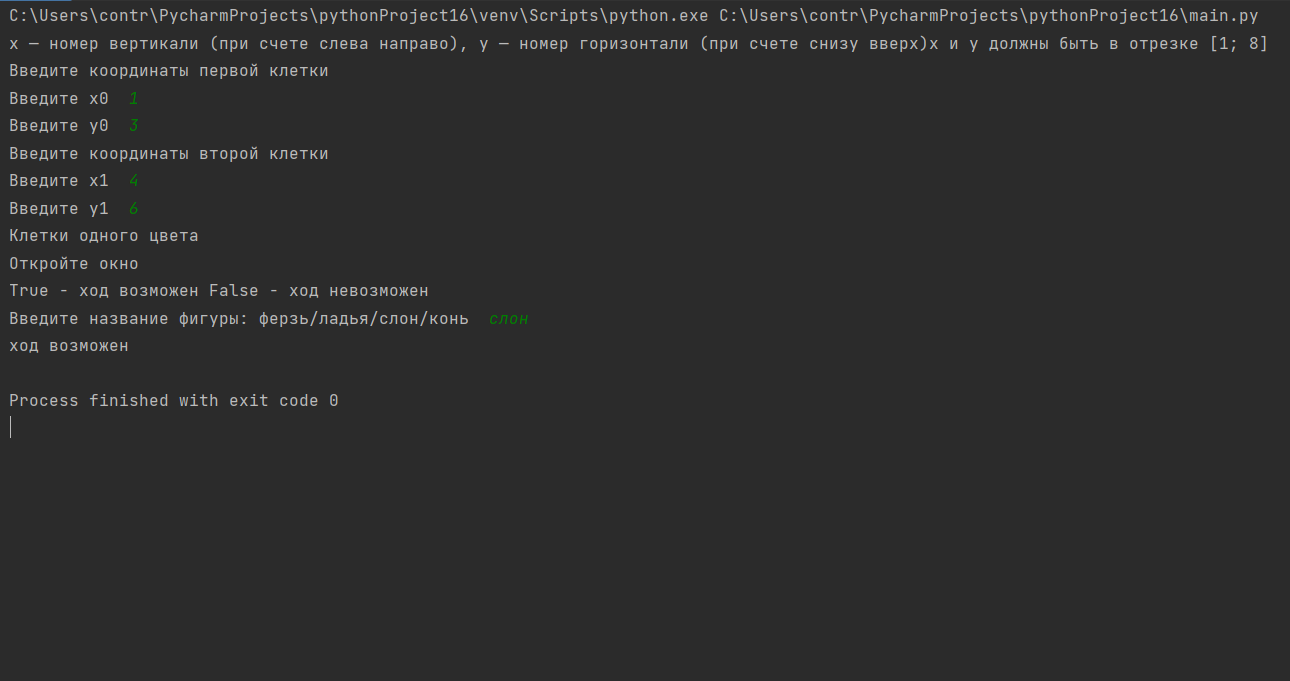 C:\Users\contr\PycharmProjects\pythonProject16\venv\Scripts\python.exe C:\Users\contr\PycharmProjects\pythonProject16\main.py
x — номер вертикали (при счете слева направо), y — номер горизонтали (при счете снизу вверх)x и y должны быть в отрезке [1; 8]
Введите координаты первой клетки
Введите x0  1
Введите y0  3
Введите координаты второй клетки
Введите x1  4
Введите y1  6
Клетки одного цвета
Откройте окно
True - ход возможен False - ход невозможен
Введите название фигуры: ферзь/ладья/слон/конь  слон
ход возможен
Process finished with exit code 0